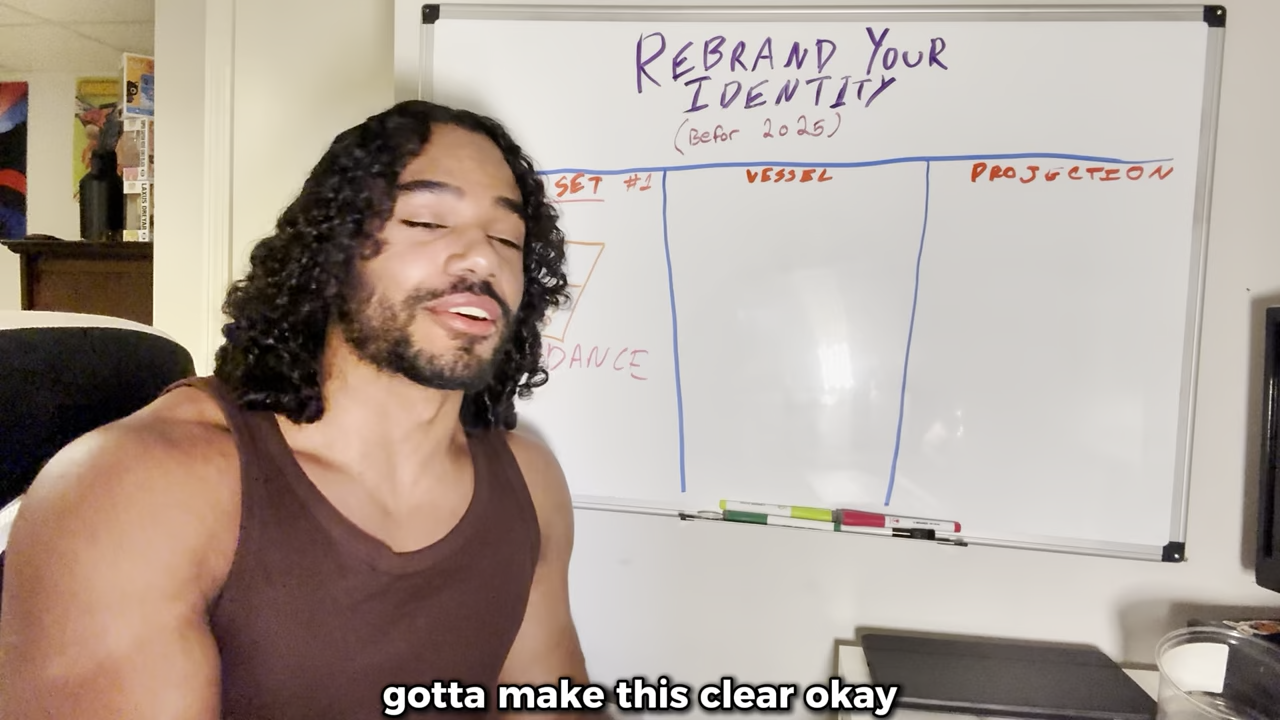 REBRAND YOUR
IDENTITY
(Befor 2025)
SET #1
VESSEL
PROJECTION
DANCE
gotta make this clear okay